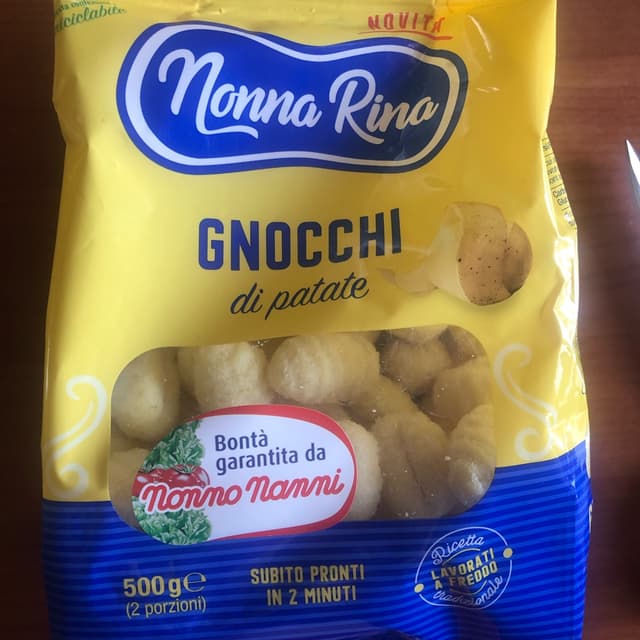 riciclabile
NOVITÀ
Nonna Rina
GNOCCHI
di patate
Bontà
garantita da
Nonno Nanni
500 g e
(2 porzioni)
SUBITO PRONTI
IN 2 MINUTI
Ricetta
LAVORATI
A FREDDO
tradizionale